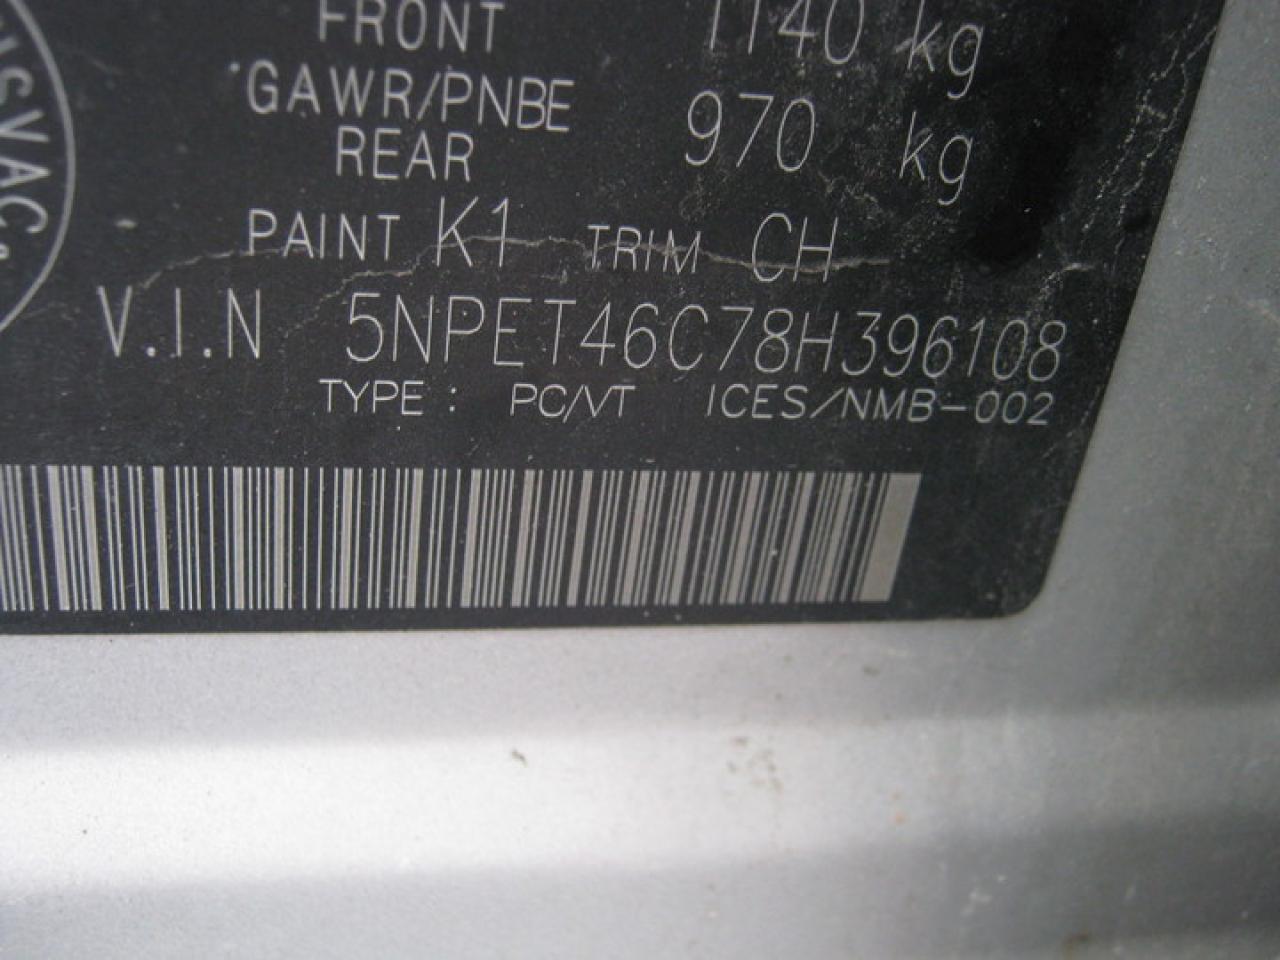 FRONT 1140 kg
GAWR/PNBE
REAR 970 kg
PAINT K1 TRIM CH
V.I.N 5NPET46C78H396108
TYPE : PC/VT ICES/NMB-002